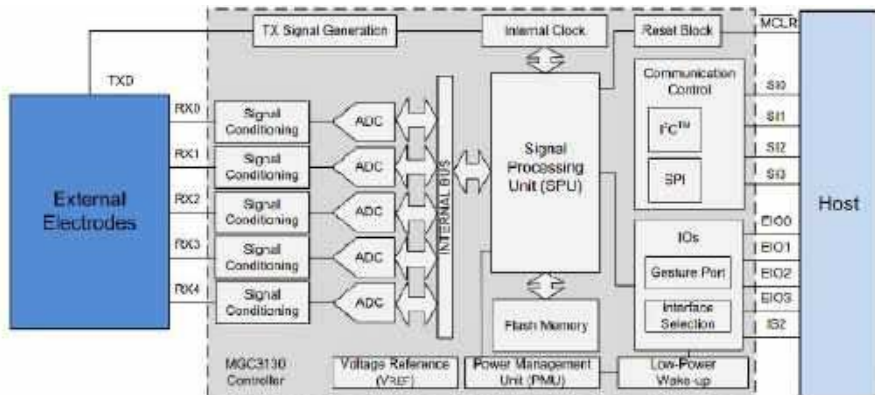 TX Signal Generation
Internal Clock
Reset Block
MCLR
TXD
External
Electrodes
RX0
RX1
RX2
RX3
RX4
Signal
Conditioning
ADC
Signal
Conditioning
ADC
Signal
Conditioning
ADC
Signal
Conditioning
ADC
Signal
Conditioning
ADC
INTERNAL BUS
Signal
Processing
Unit (SPU)
Flash Memory
Communication
Control
I²C™
SPI
SI0
SI1
SI2
SI3
IOs
Gesture Port
Interface
Selection
EIO0
EIO1
EIO2
EIO3
IS2
Host
MGC3130
Controller
Voltage Reference
(VREF)
Power Management
Unit (PMU)
Low-Power
Wake-up